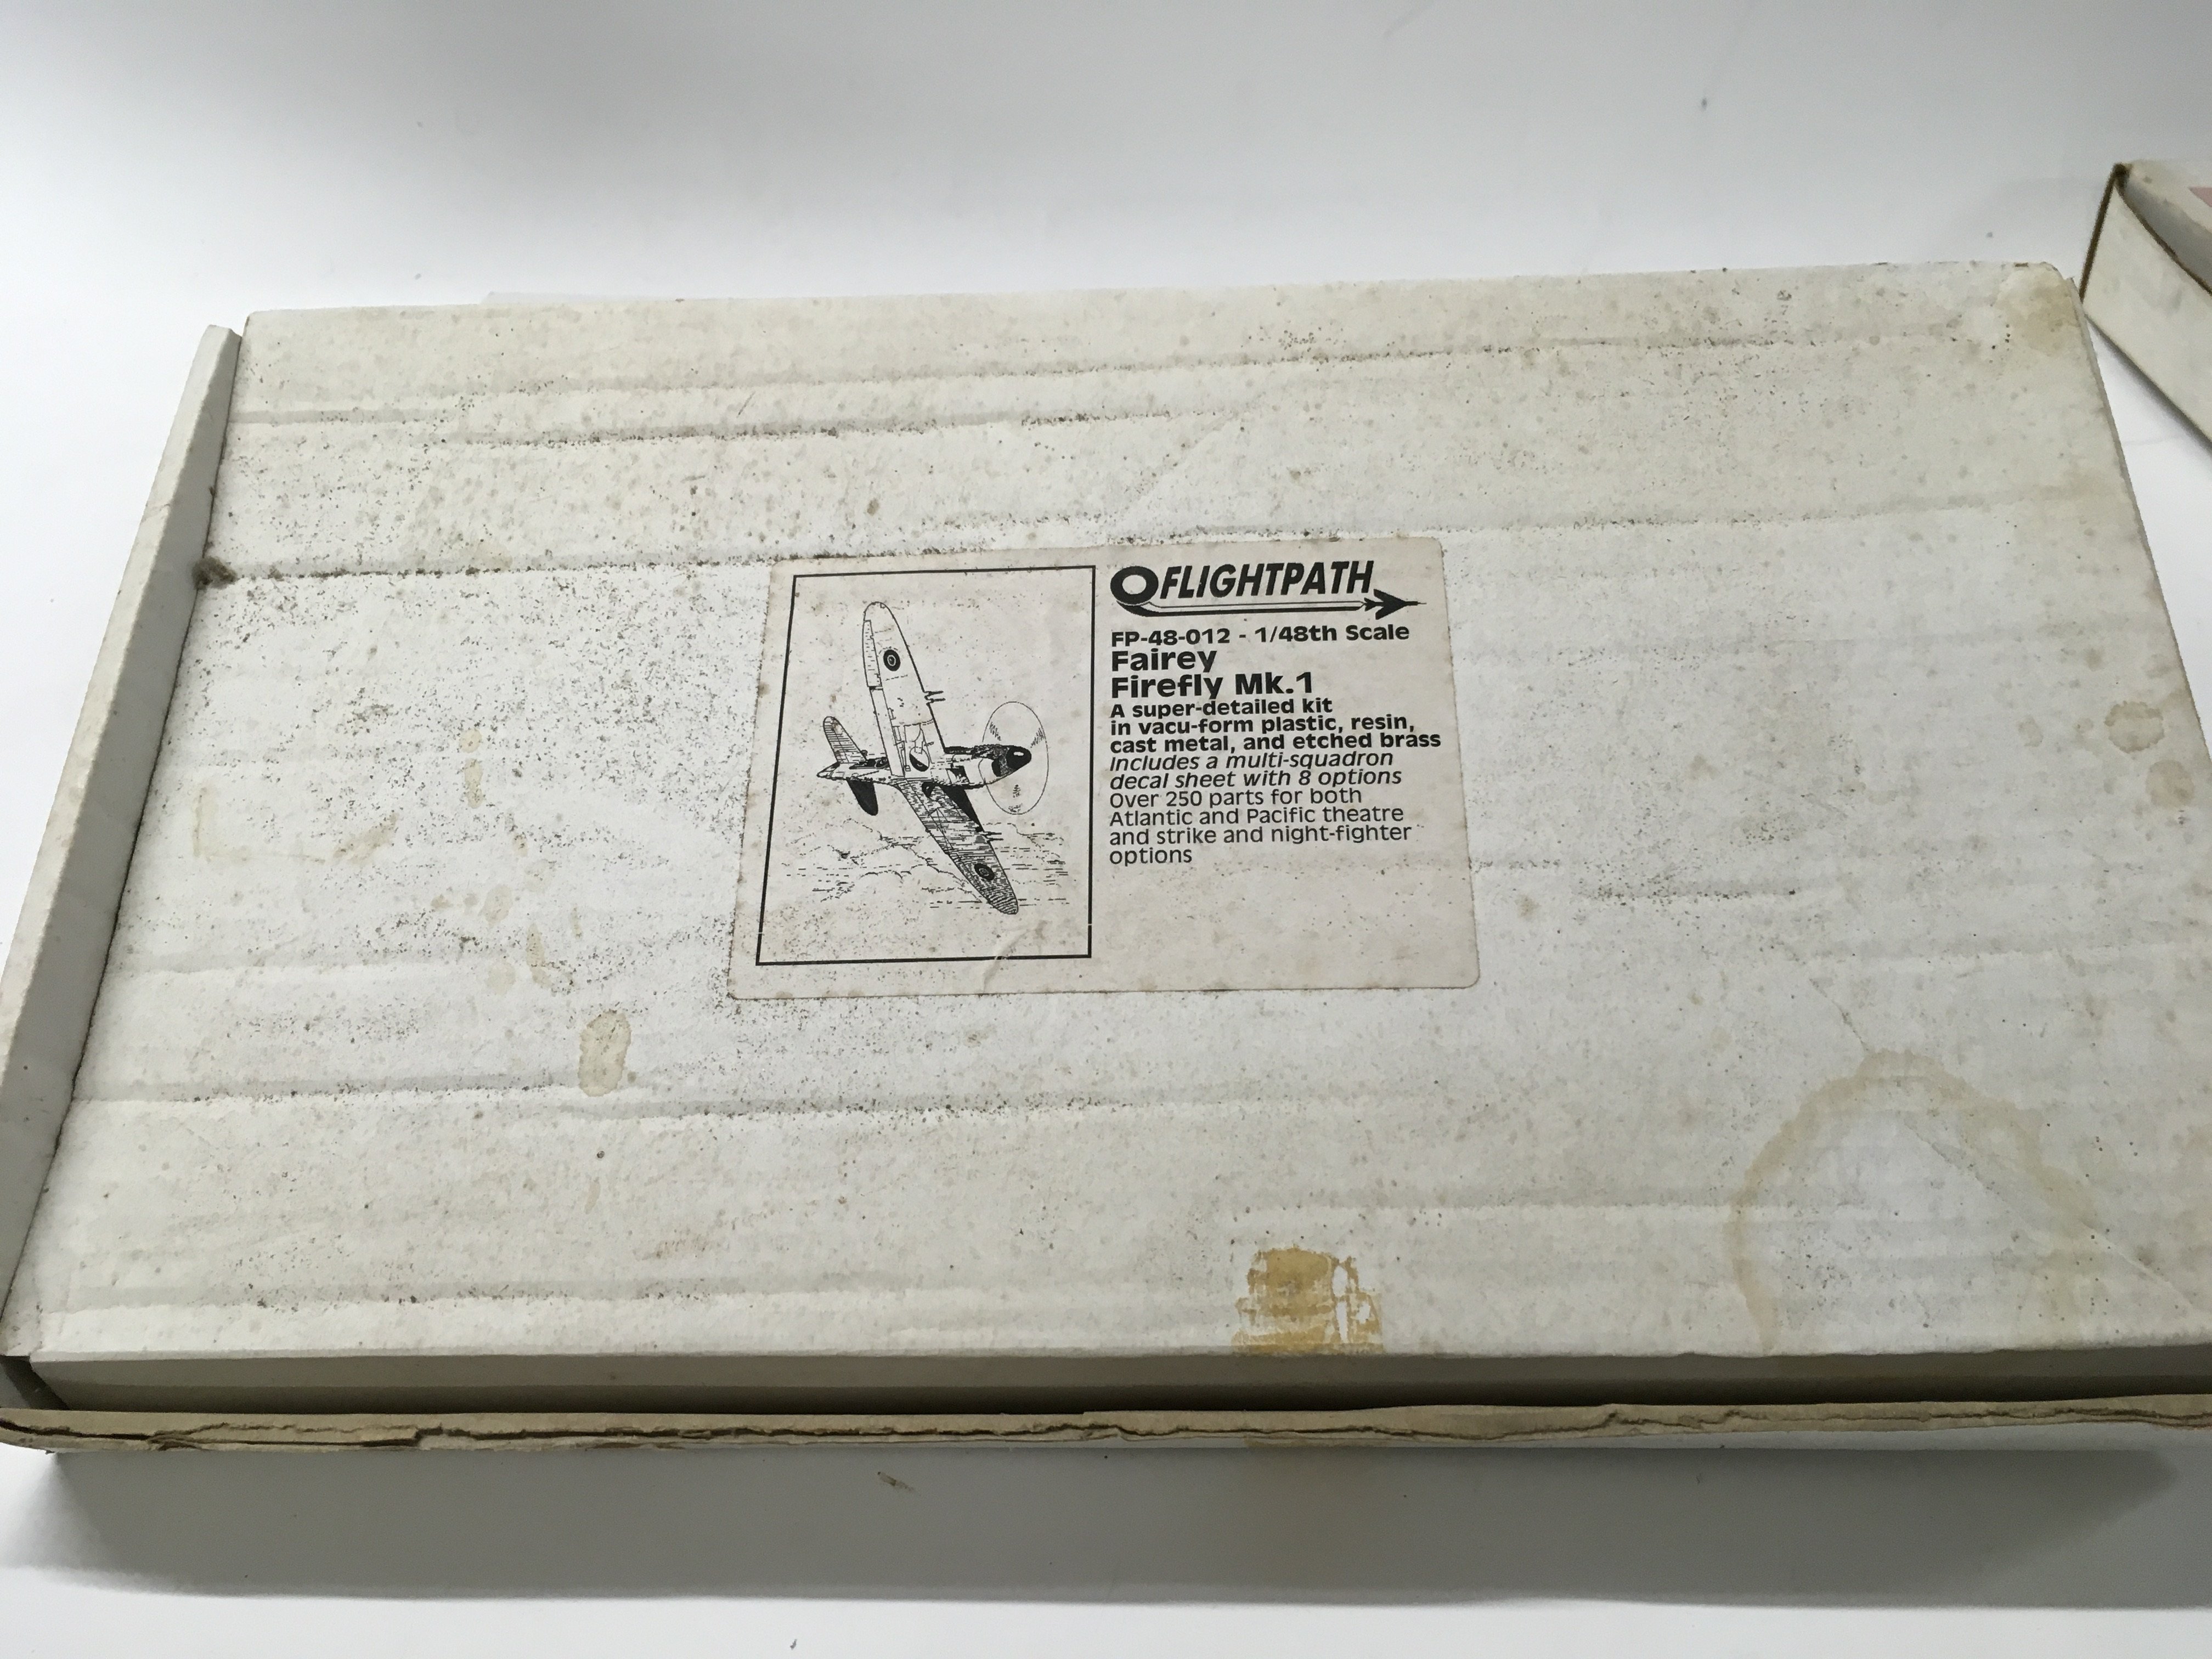 FLIGHTPATH
FP-48-012 - 1/48th Scale
Fairey
Firefly Mk.1
A super-detailed kit
in vacu-form plastic, resin,
cast metal, and etched brass
Includes a multi-squadron
decal sheet with 8 options
Over 250 parts for both
Atlantic and Pacific theatre
and strike and night-fighter
options